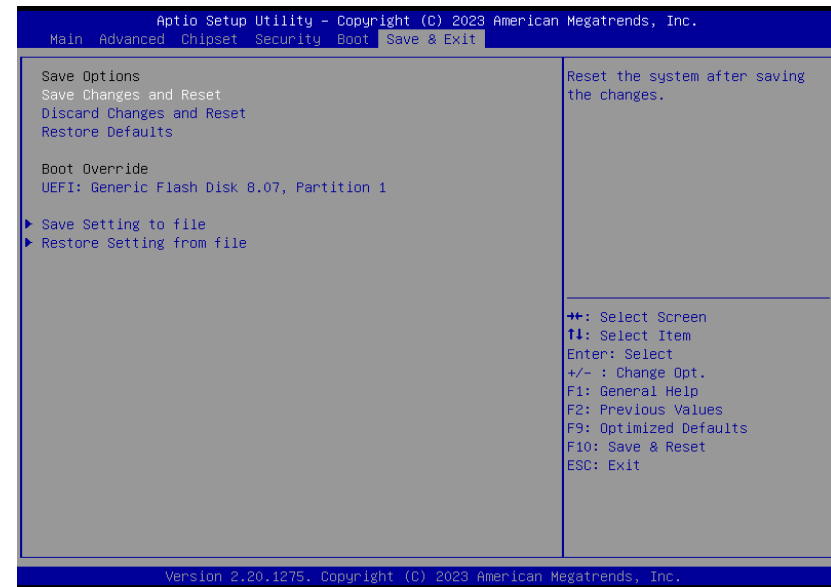 Aptio Setup Utility – Copyright (C) 2023 American Megatrends, Inc.
Main Advanced Chipset Security Boot Save & Exit
Save Options
Save Changes and Reset
Discard Changes and Reset
Restore Defaults
Boot Override
UEFI: Generic Flash Disk 8.07, Partition 1
▶ Save Setting to file
▶ Restore Setting from file
Reset the system after saving
the changes.
→←: Select Screen
↑↓: Select Item
Enter: Select
+/- : Change Opt.
F1: General Help
F2: Previous Values
F9: Optimized Defaults
F10: Save & Reset
ESC: Exit
Version 2.20.1275. Copyright (C) 2023 American Megatrends, Inc.